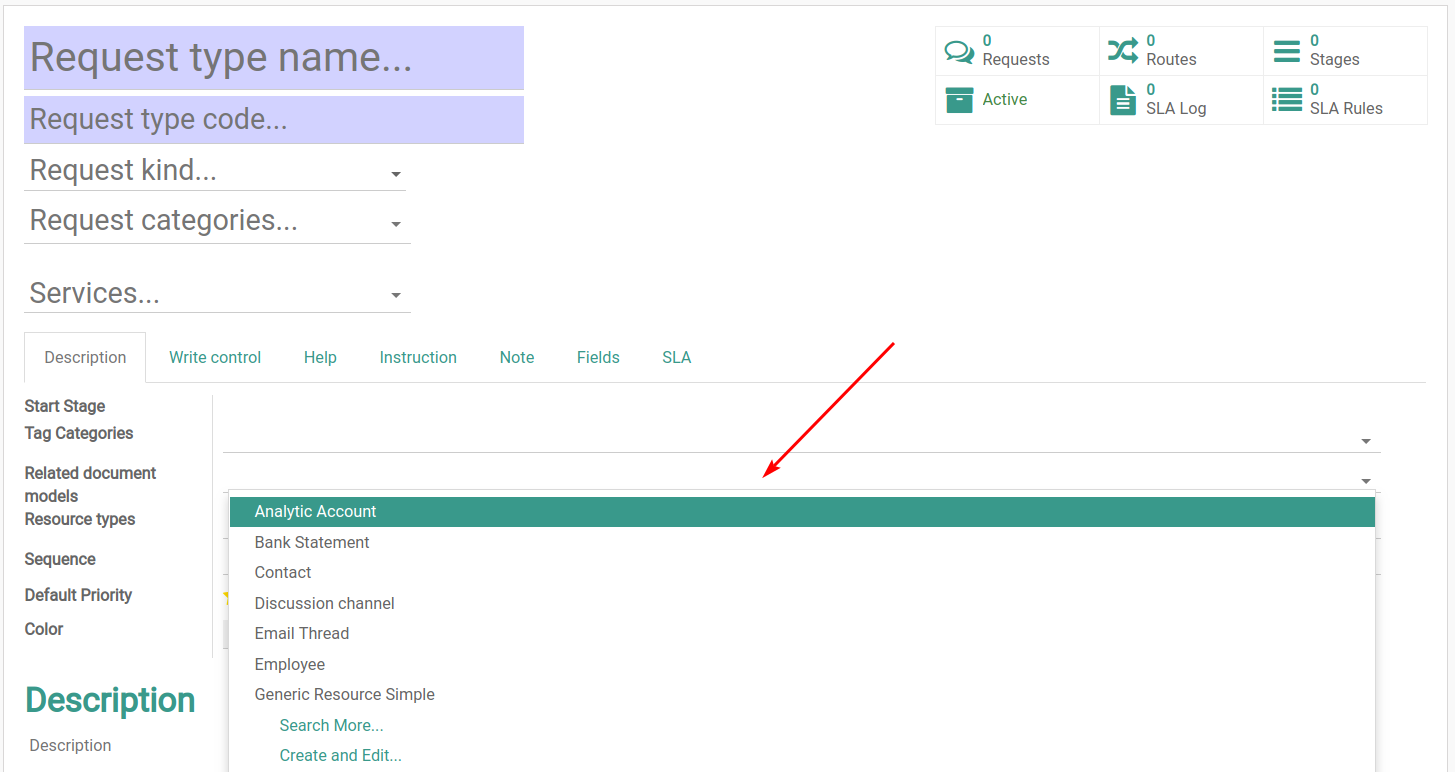 Request type name...
Request type code...
Request kind...
Request categories...
Services...
0
Requests
0
Routes
0
Stages
Active
0
SLA Log
0
SLA Rules
Description
Write control
Help
Instruction
Note
Fields
SLA
Start Stage
Tag Categories
Related document
models
Resource types
Sequence
Default Priority
Color
Analytic Account
Bank Statement
Contact
Discussion channel
Email Thread
Employee
Generic Resource Simple
Search More...
Create and Edit...
Description
Description